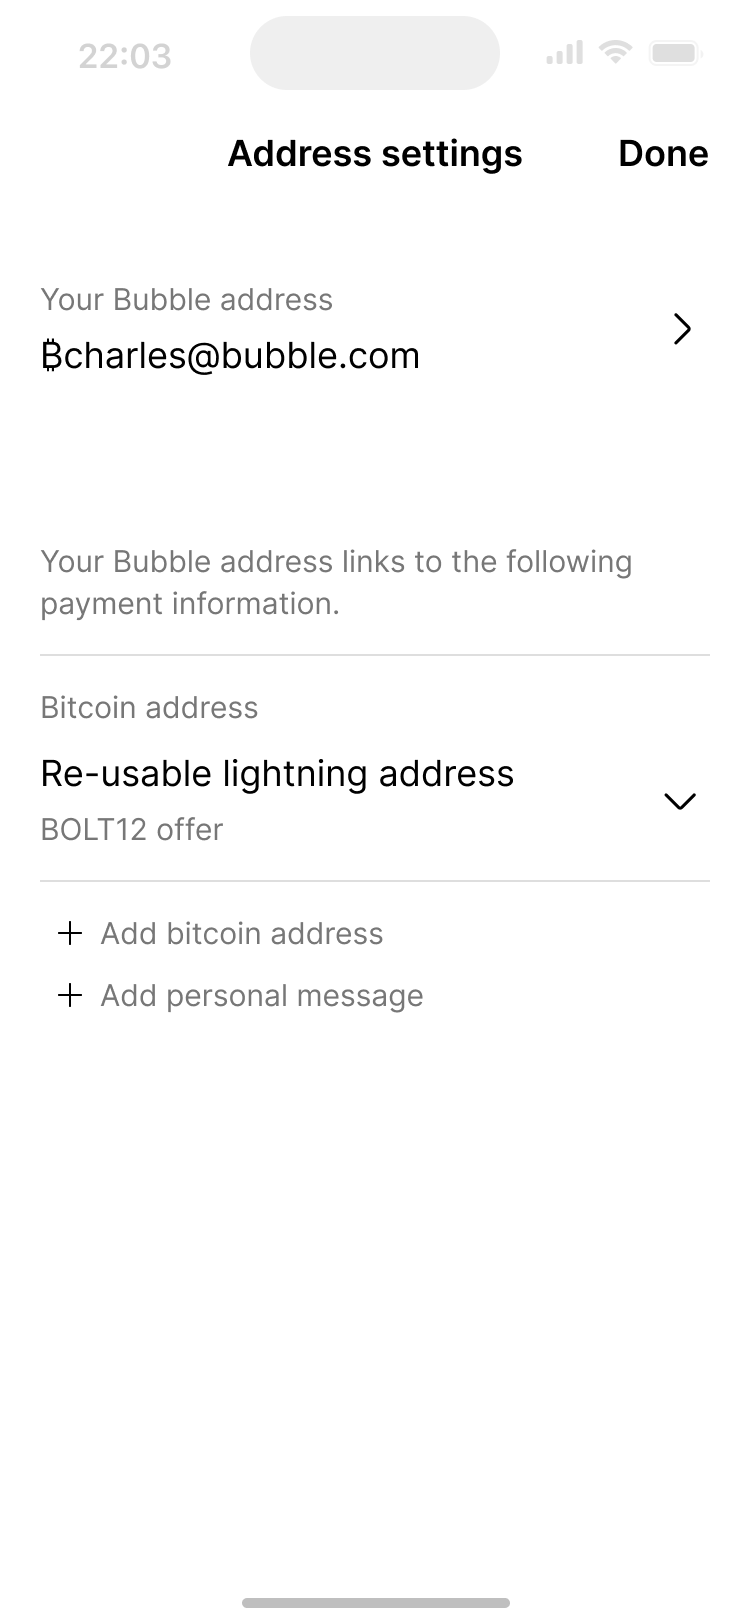 22:03
Address settings
Done
Your Bubble address
₿charles@bubble.com
Your Bubble address links to the following
payment information.
Bitcoin address
Re-usable lightning address
BOLT12 offer
Add bitcoin address
Add personal message